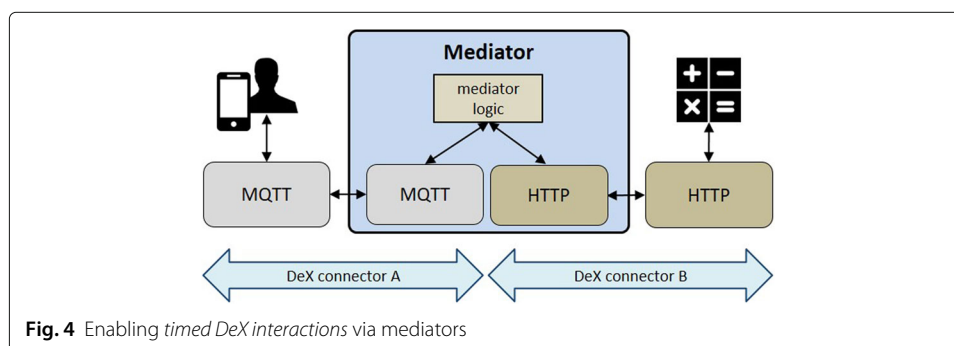 Mediator
mediator
logic
MQTT
MQTT
HTTP
HTTP
DeX connector A
DeX connector B
Fig. 4 Enabling timed DeX interactions via mediators